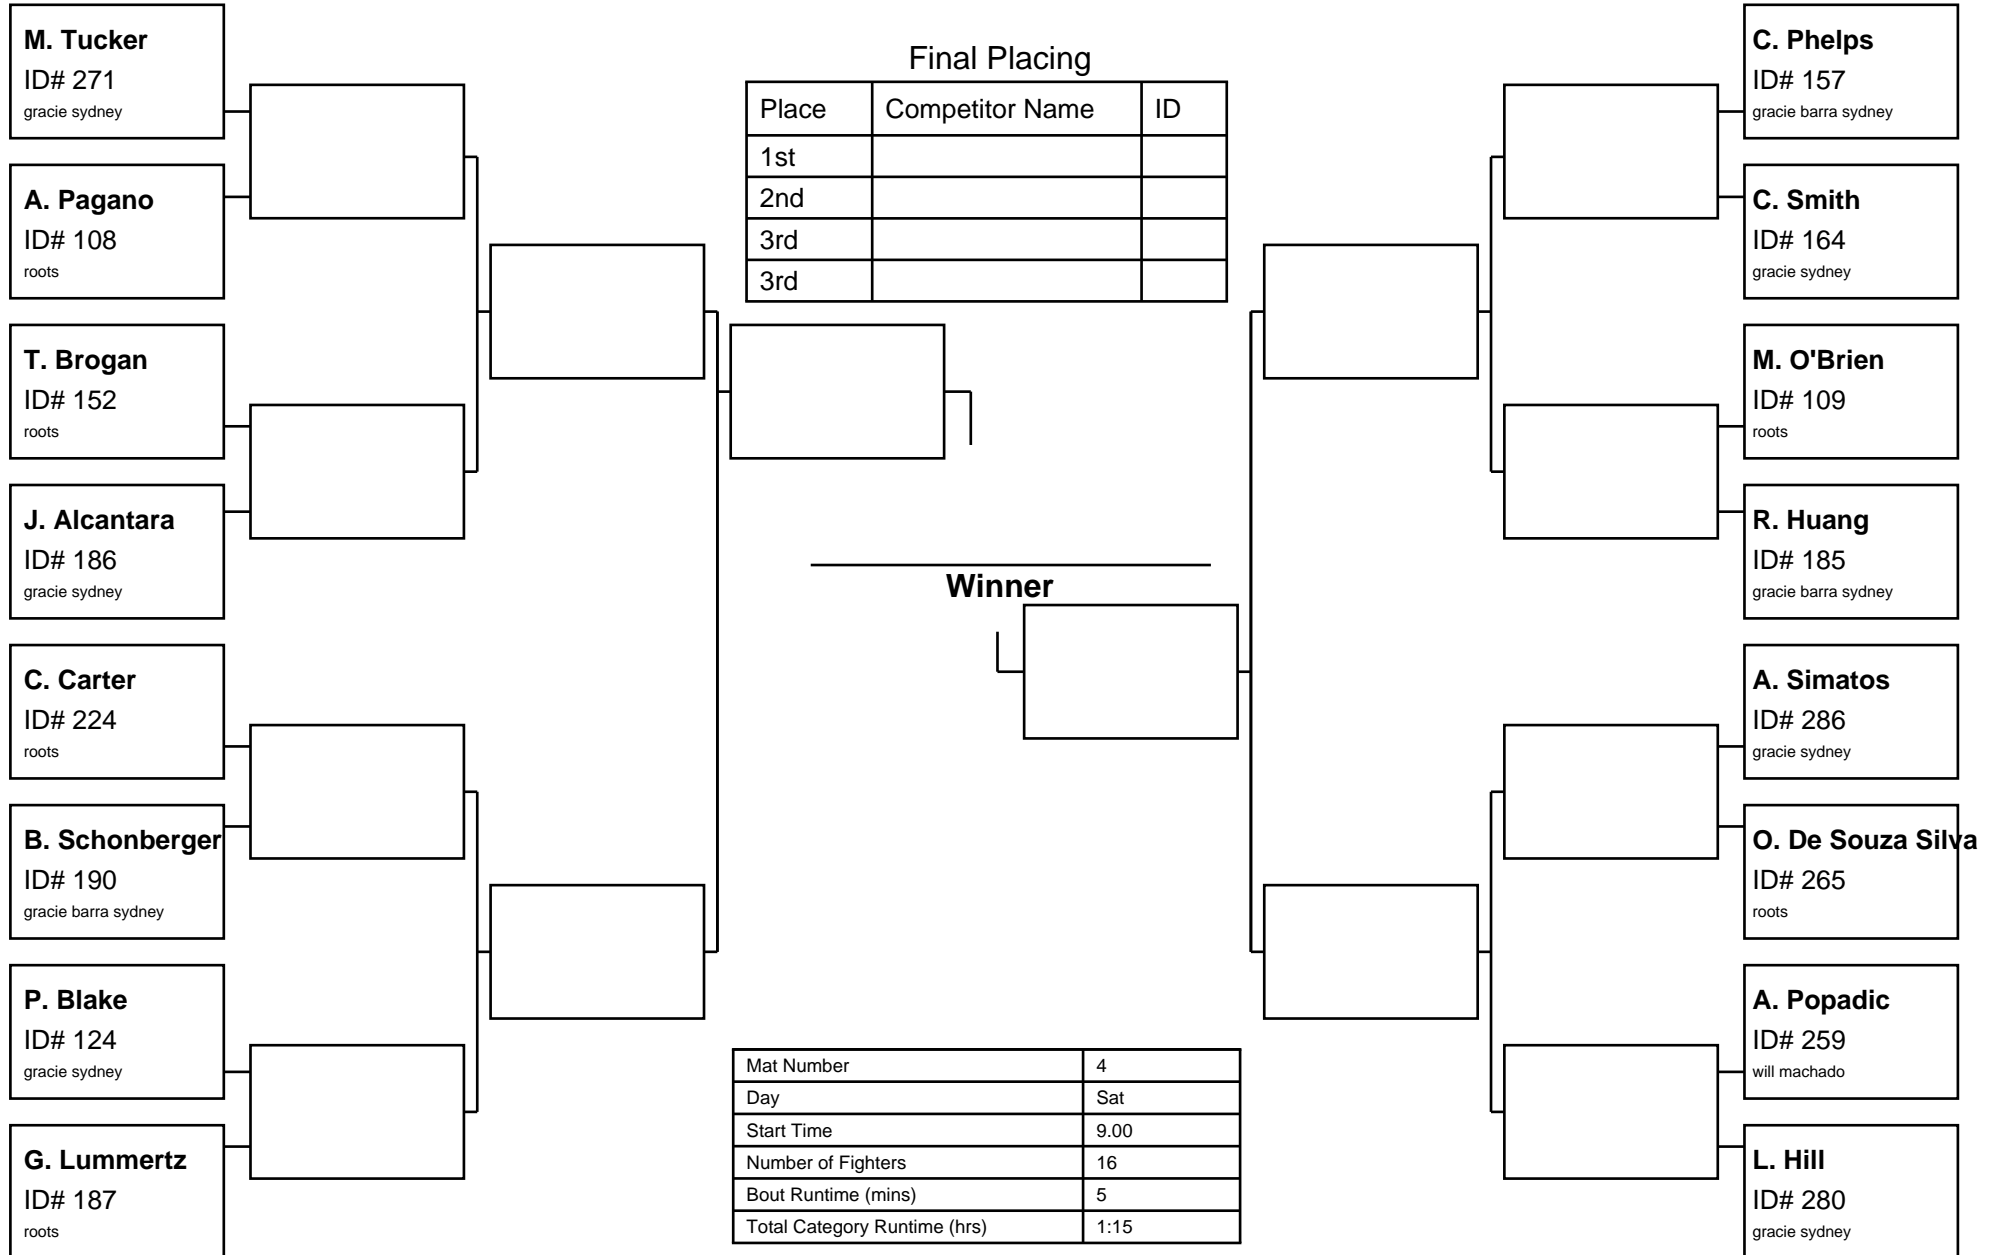 M. Tucker
ID# 271
gracie sydney
A. Pagano
ID# 108
roots
T. Brogan
ID# 152
roots
J. Alcantara
ID# 186
gracie sydney
C. Carter
ID# 224
roots
B. Schonberger
ID# 190
gracie barra sydney
P. Blake
ID# 124
gracie sydney
G. Lummertz
ID# 187
roots
Final Placing
Place Competitor Name ID
1st
2nd
3rd
3rd
Winner
Mat Number 4
Day Sat
Start Time 9.00
Number of Fighters 16
Bout Runtime (mins) 5
Total Category Runtime (hrs) 1:15
C. Phelps
ID# 157
gracie barra sydney
C. Smith
ID# 164
gracie sydney
M. O'Brien
ID# 109
roots
R. Huang
ID# 185
gracie barra sydney
A. Simatos
ID# 286
gracie sydney
O. De Souza Silva
ID# 265
roots
A. Popadic
ID# 259
will machado
L. Hill
ID# 280
gracie sydney